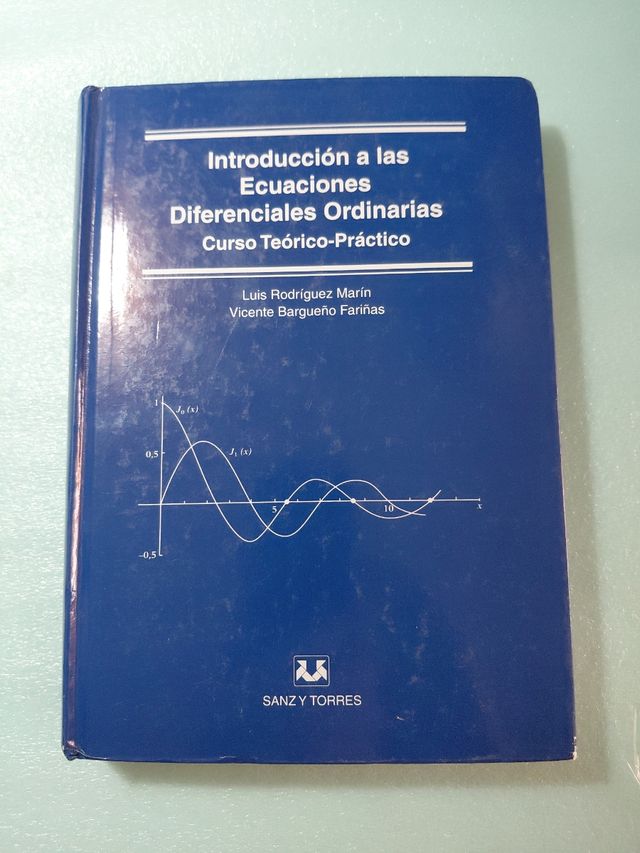 Introducción a las
Ecuaciones
Diferenciales Ordinarias
Curso Teórico-Práctico
Luis Rodríguez Marín
Vicente Bargueño Fariñas
1
J₀ (x)
0,5
J₁ (x)
5
10
x
–0,5
SANZ Y TORRES